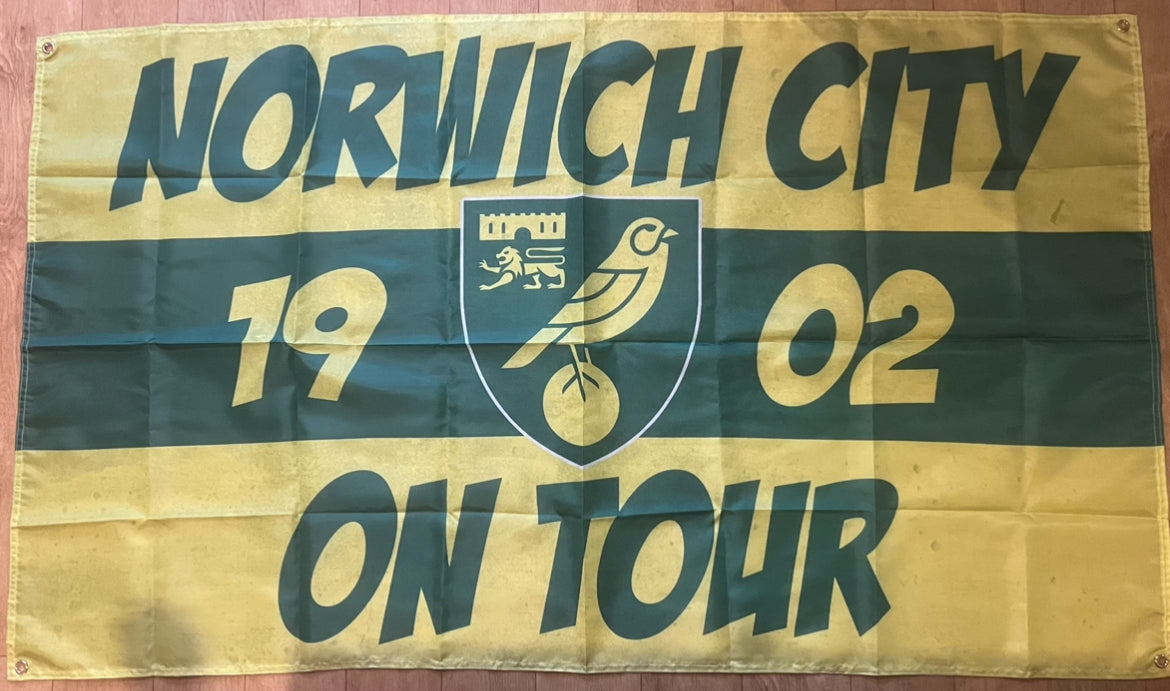 NORWICH CITY
19 02
ON TOUR